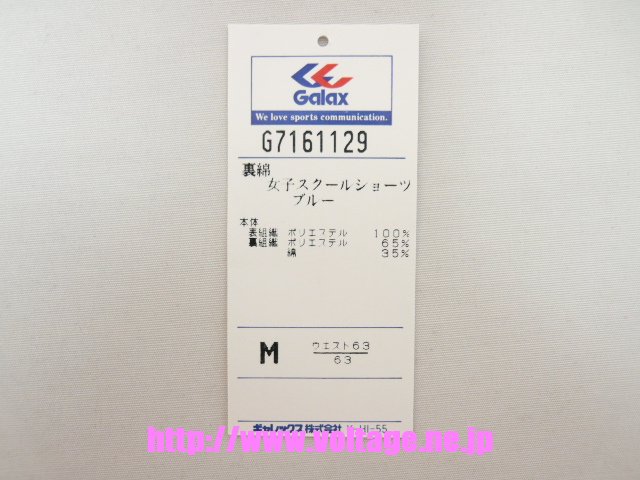 Galax
We love sports communication.
G7161129
裏綿
女子スクールショーツ
ブルー
本体
表組織 ポリエステル 100%
裏組織 ポリエステル 65%
綿 35%
M
ウエスト63
63
ギャレックス株式会社
http://www.voltage.ne.jp